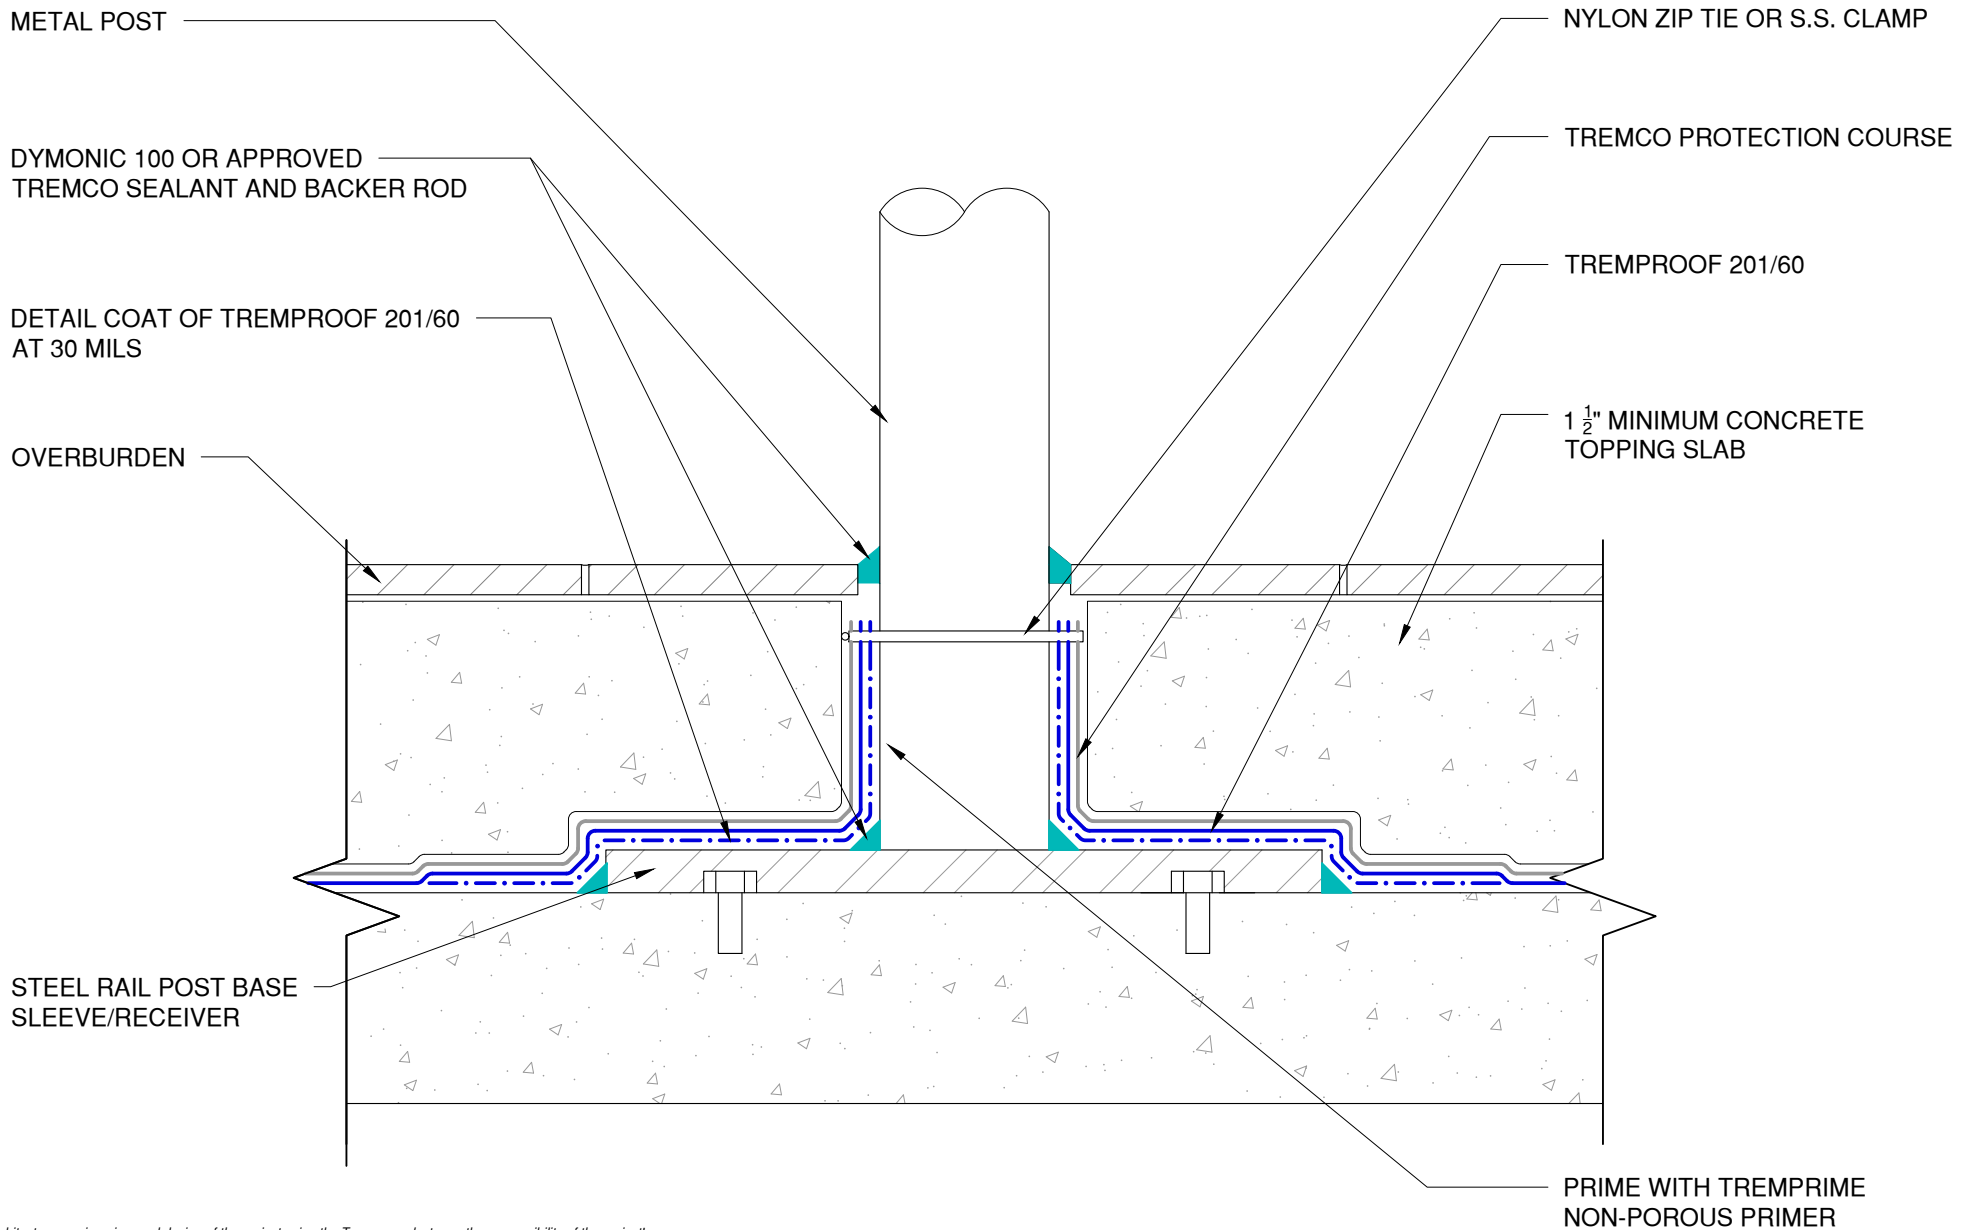 METAL POST
NYLON ZIP TIE OR S.S. CLAMP
TREMCO PROTECTION COURSE
DYMONIC 100 OR APPROVED
TREMCO SEALANT AND BACKER ROD
TREMPROOF 201/60
DETAIL COAT OF TREMPROOF 201/60
AT 30 MILS
1 1/2" MINIMUM CONCRETE
TOPPING SLAB
OVERBURDEN
STEEL RAIL POST BASE
SLEEVE/RECEIVER
PRIME WITH TREMPRIME
NON-POROUS PRIMER